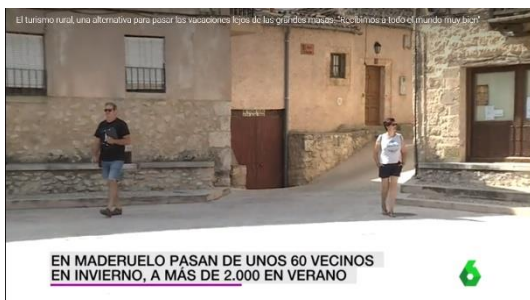 El turismo rural, una alternativa para pasar las vacaciones lejos de las grandes masas: "Recibimos a todo el mundo muy bien"
EN MADERUELO PASAN DE UNOS 60 VECINOS
EN INVIERNO, A MÁS DE 2.000 EN VERANO
6